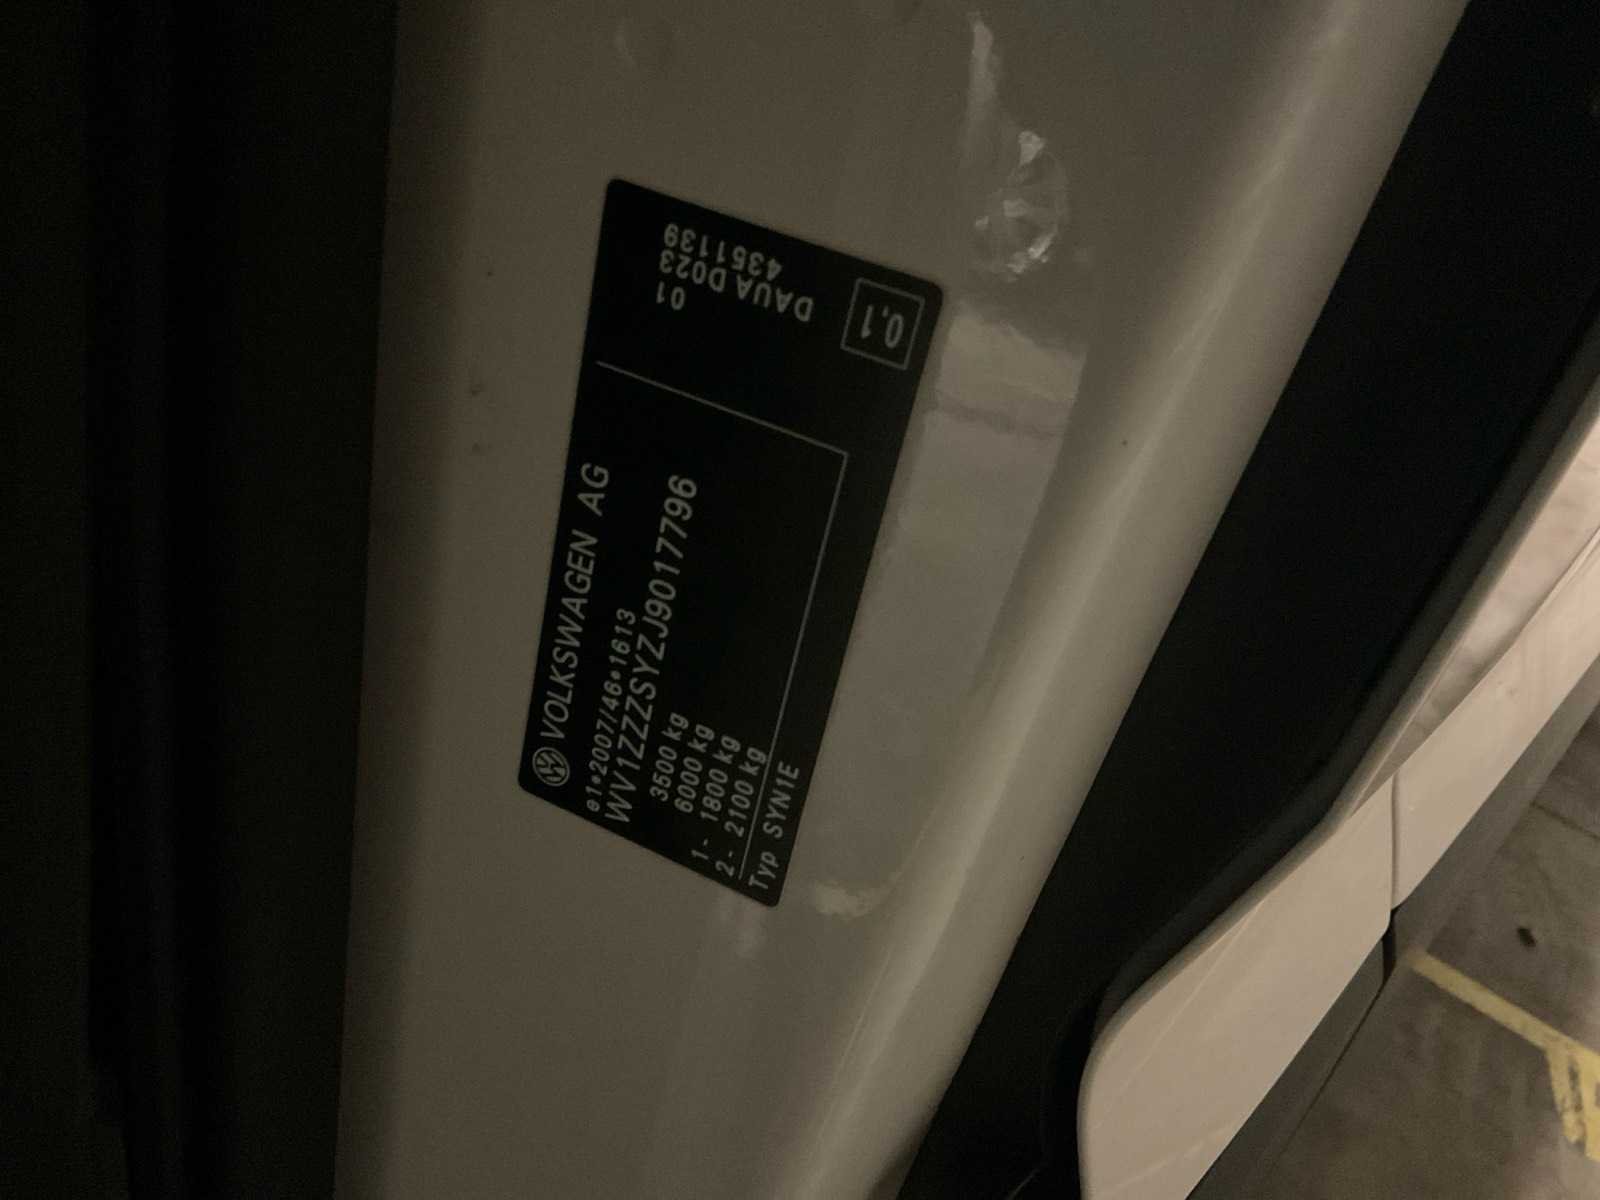 VOLKSWAGEN AG
e1*2007/46*1613
WV1ZZZSYZJ9017796
3500 kg
6000 kg
1- 1800 kg
2- 2100 kg
Typ SYN1E
0,1
4351139
DAUA D023
01